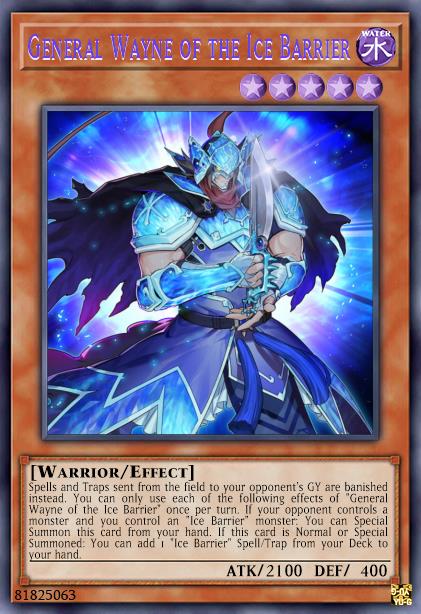 General Wayne of the Ice Barrier
WATER
水
[Warrior/Effect]
Spells and Traps sent from the field to your opponent's GY are banished
instead. You can only use each of the following effects of "General
Wayne of the Ice Barrier" once per turn. If your opponent controls a
monster and you control an "Ice Barrier" monster: You can Special
Summon this card from your hand. If this card is Normal or Special
Summoned: You can add 1 "Ice Barrier" Spell/Trap from your Deck to
your hand.
ATK/2100 DEF/ 400
81825063